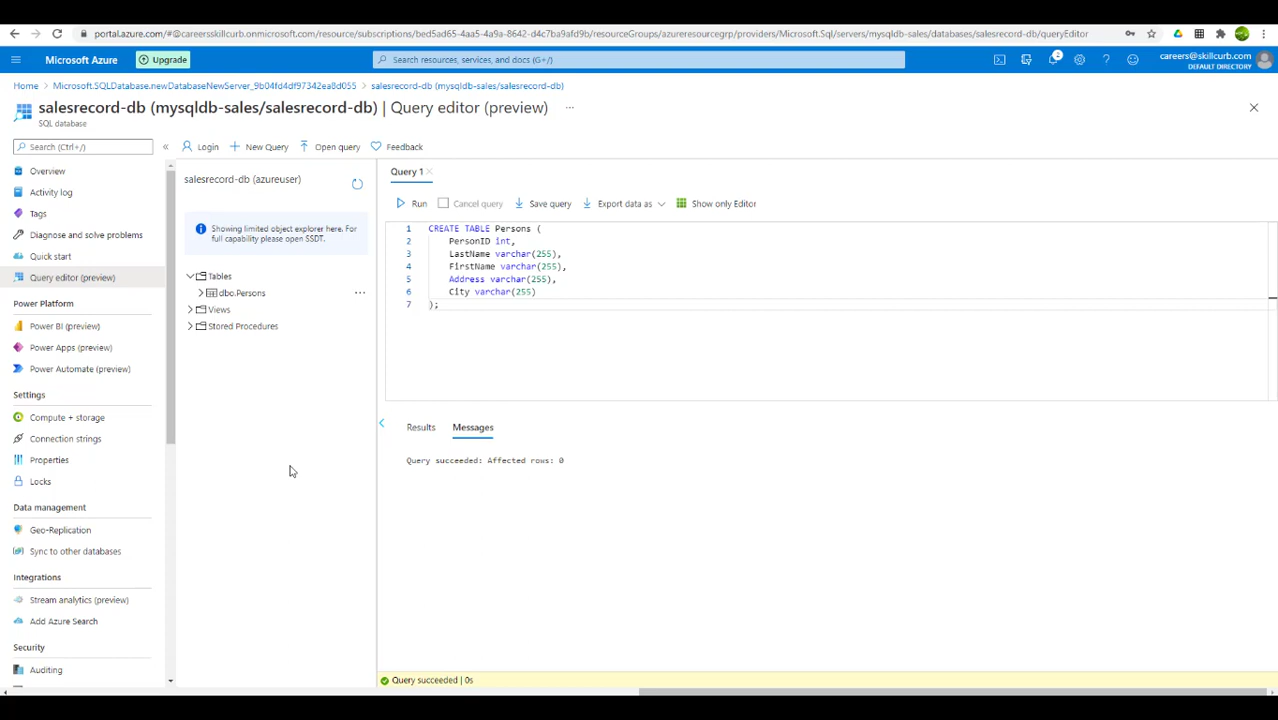 portal.azure.com/#@careersskillcurb.onmicrosoft.com/resource/subscriptions/bed5ad65-4aa5-4a9a-8642-d4c7ba9afd9b/resourceGroups/azureresourcegrp/providers/Microsoft.Sql/servers/mysqldb-sales/databases/salesrecord-db/queryEditor
Microsoft Azure
Upgrade
Search resources, services, and docs (G+/)
2
careers@skillcurb.com
DEFAULT DIRECTORY
Home > Microsoft.SQLDatabase.newDatabaseNewServer_9b04fd4df97342ea8d055 > salesrecord-db (mysqldb-sales/salesrecord-db)
salesrecord-db (mysqldb-sales/salesrecord-db) | Query editor (preview) ...
SQL database
Search (Ctrl+/)
«
Login
New Query
Open query
Feedback
Overview
Activity log
Tags
Diagnose and solve problems
Quick start
Query editor (preview)
Power Platform
Power BI (preview)
Power Apps (preview)
Power Automate (preview)
Settings
Compute + storage
Connection strings
Properties
Locks
Data management
Geo-Replication
Sync to other databases
Integrations
Stream analytics (preview)
Add Azure Search
Security
Auditing
salesrecord-db (azureuser)
Showing limited object explorer here. For
full capability please open SSDT.
Tables
dbo.Persons ...
Views
Stored Procedures
Query 1
Run
Cancel query
Save query
Export data as
Show only Editor
1 CREATE TABLE Persons (
2 PersonID int,
3 LastName varchar(255),
4 FirstName varchar(255),
5 Address varchar(255),
6 City varchar(255)
7 );
Results
Messages
Query succeeded: Affected rows: 0
Query succeeded | 0s